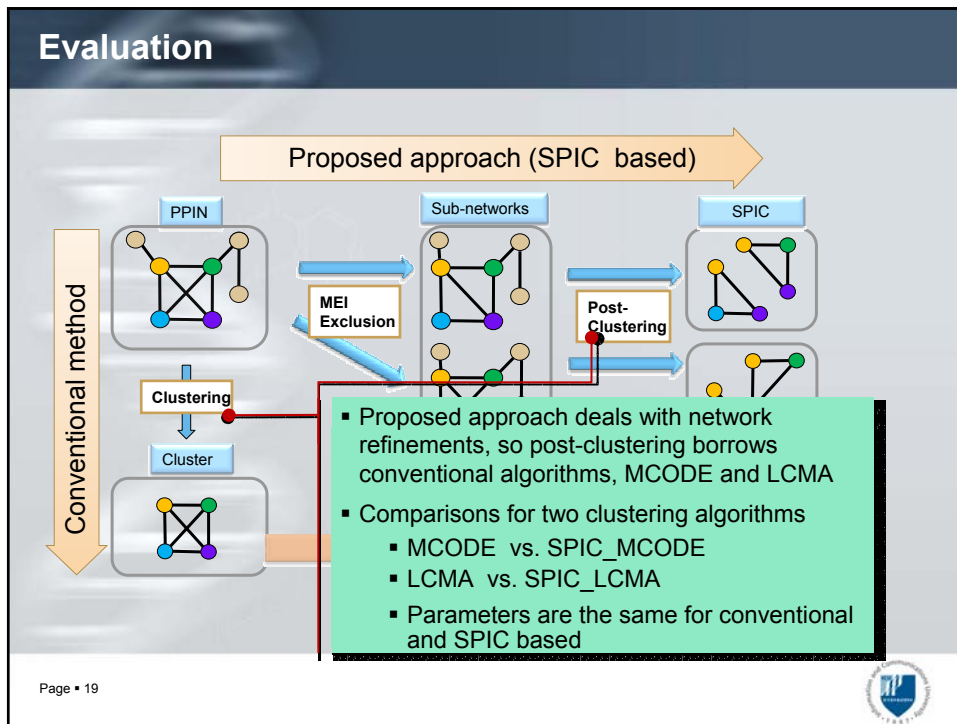 Evaluation
Proposed approach (SPIC based)
PPIN
Sub-networks
SPIC
Conventional method
MEI
Exclusion
Post-
Clustering
Clustering
Cluster
▪ Proposed approach deals with network
refinements, so post-clustering borrows
conventional algorithms, MCODE and LCMA
▪ Comparisons for two clustering algorithms
▪ MCODE vs. SPIC_MCODE
▪ LCMA vs. SPIC_LCMA
▪ Parameters are the same for conventional
and SPIC based
Page ▪ 19